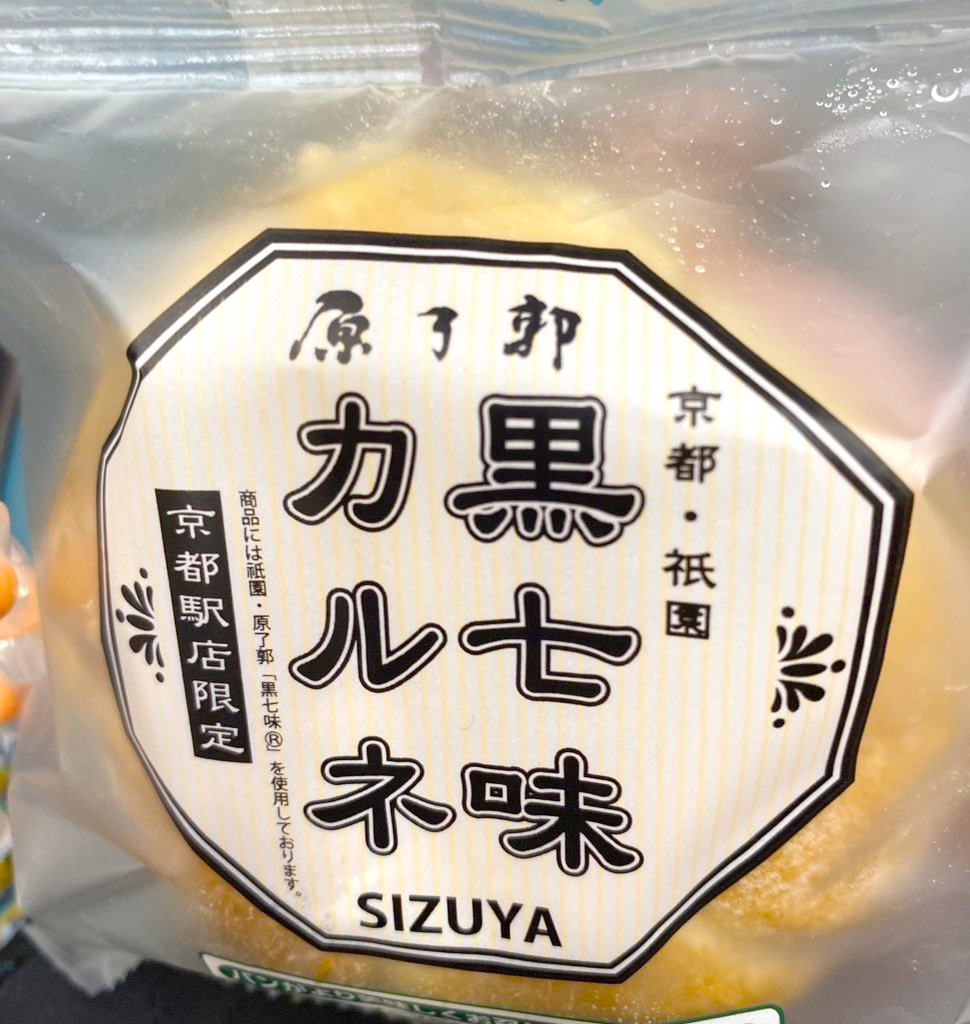 原了郭
京都・祇園
黒七味
カルネ
商品には祇園・原了郭「黒七味®」を使用しております。
京都駅店限定
SIZUYA